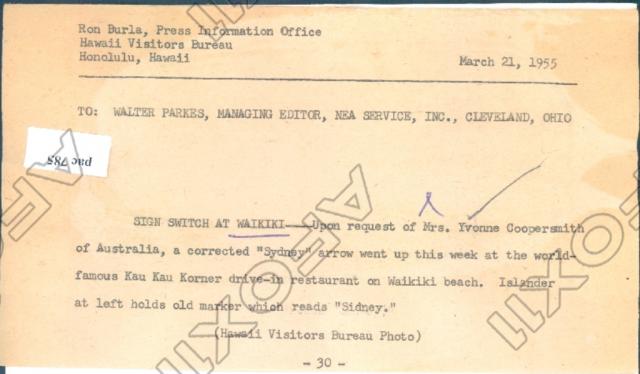 Ron Burla, Press Information Office
Hawaii Visitors Bureau
Honolulu, Hawaii
March 21, 1955
TO: WALTER PARKES, MANAGING EDITOR, NEA SERVICE, INC., CLEVELAND, OHIO
pac 785
SIGN SWITCH AT WAIKIKI---Upon request of Mrs. Yvonne Coopersmith
of Australia, a corrected "Sydney" arrow went up this week at the world-
famous Kau Kau Korner drive-in restaurant on Waikiki beach. Islander
at left holds old marker which reads "Sidney."
(Hawaii Visitors Bureau Photo)
- 30 -